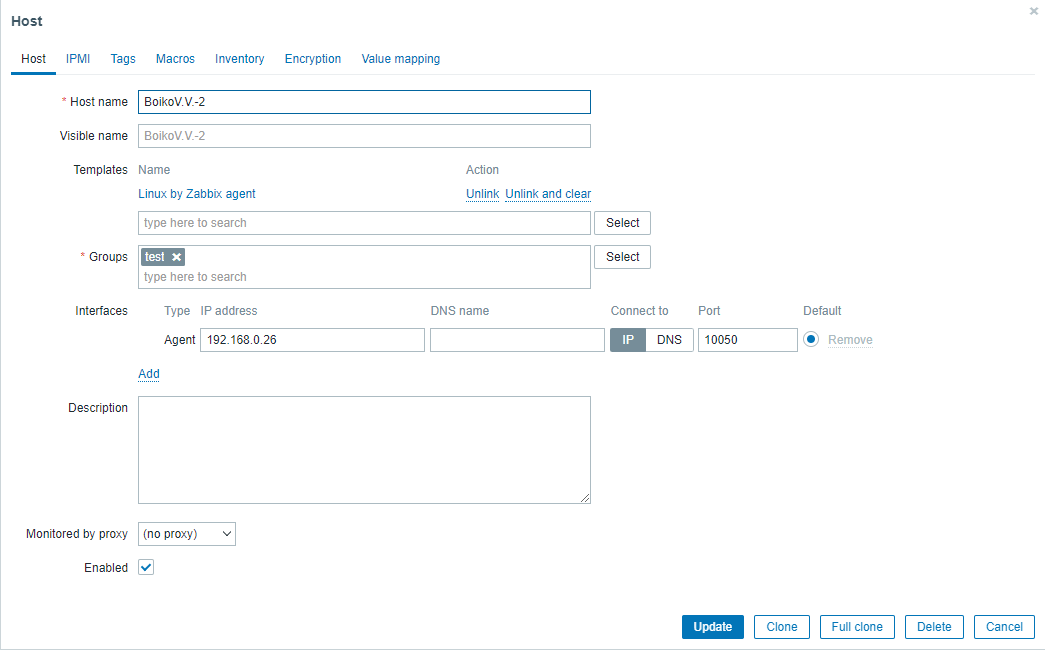 Host
Host IPMI Tags Macros Inventory Encryption Value mapping
* Host name BoikoV.V.-2
Visible name BoikoV.V.-2
Templates Name Action
Linux by Zabbix agent Unlink Unlink and clear
type here to search Select
* Groups test Select
type here to search
Interfaces Type IP address DNS name Connect to Port Default
Agent 192.168.0.26 IP DNS 10050 Remove
Add
Description
Monitored by proxy (no proxy)
Enabled
Update Clone Full clone Delete Cancel